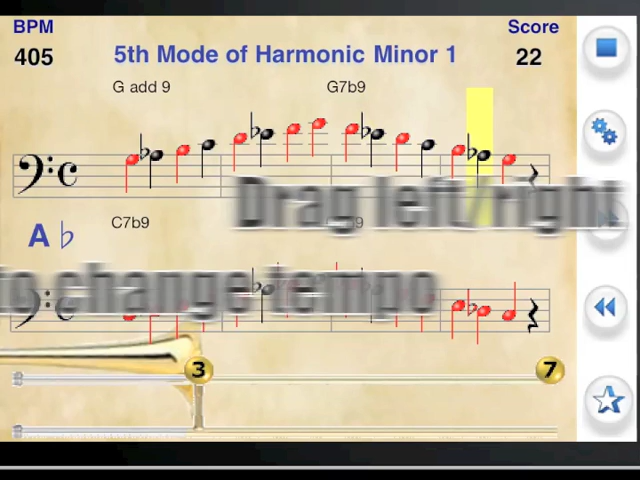 BPM
Score
405
5th Mode of Harmonic Minor 1
22
G add 9
G7b9
Drag left/right
C7b9
A♭
to change tempo
3
7